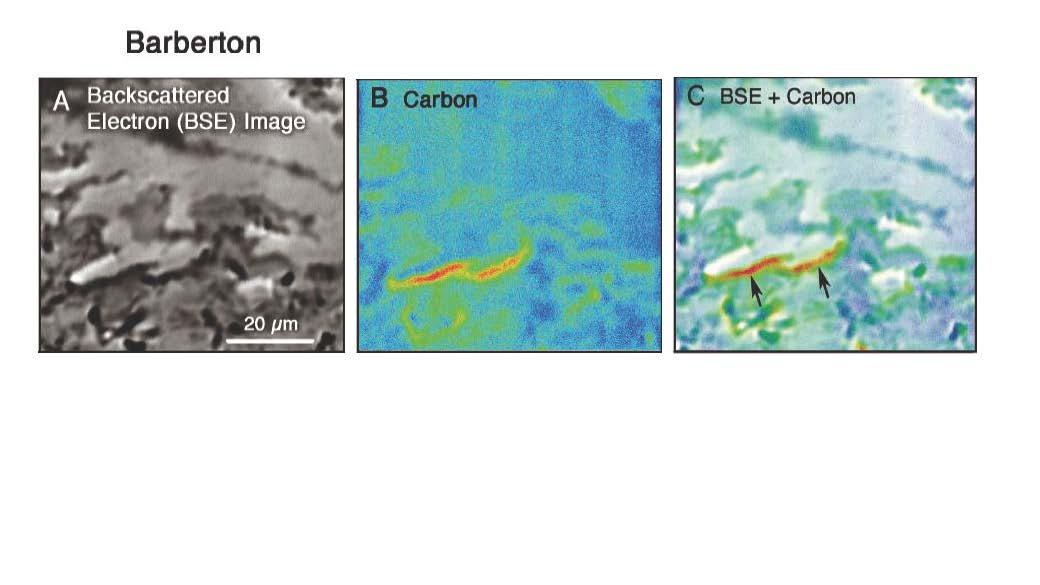 Barberton
A Backscattered
Electron (BSE) Image
20 μm
B Carbon
C BSE + Carbon